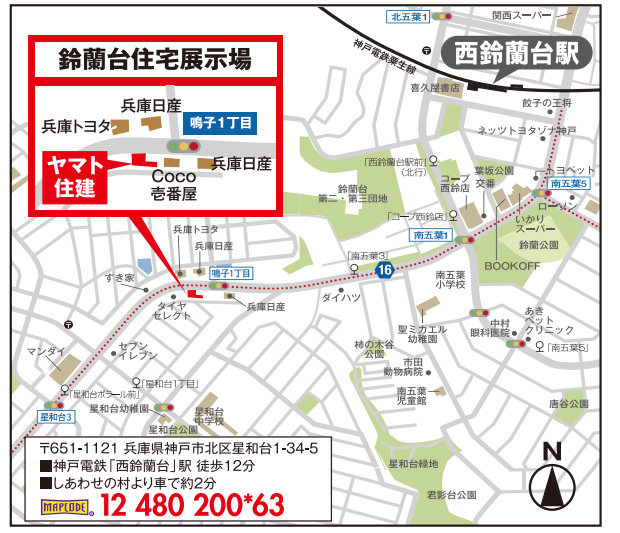 北五葉1
関西スーパー
神戸電鉄粟生線
西鈴蘭台駅
鈴蘭台住宅展示場
兵庫日産
兵庫トヨタ
鳴子1丁目
ヤマト
住建
兵庫日産
Coco
壱番屋
喜久屋書店
餃子の王将
ネッツトヨタゾナ神戸
「西鈴蘭台駅前」
(北行)
コープ
西鈴店
葉坂公園
交番
トヨペット
南五葉5
ローソン
鈴蘭台
第二・第三団地
「コープ西鈴店」
南五葉1
いかり
スーパー
鈴蘭公園
BOOKOFF
兵庫トヨタ
兵庫日産
「南五葉3」
16
すき家
鳴子1丁目
タイヤ
セレクト
兵庫日産
ダイハツ
南五葉
小学校
聖ミカエル
幼稚園
中村
眼科医院
あき
ペット
クリニック
「南五葉5」
セブン
イレブン
マンダイ
柿の木谷
公園
市田
動物病院
「星和台ポラール前」
「星和台1丁目」
南五葉
児童館
唐谷公園
星和台3
星和台幼稚園
星和台
中学校
星和台公園
〒651-1121 兵庫県神戸市北区星和台1-34-5
■神戸電鉄「西鈴蘭台」駅 徒歩12分
■しあわせの村より車で約2分
MAPCODE。 12 480 200*63
星和台緑地
君影台公園
N